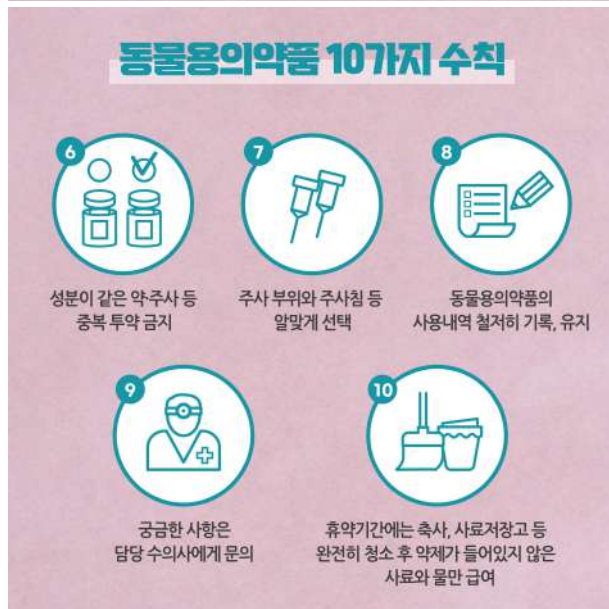 동물용의약품 10가지 수칙
6
성분이 같은 약·주사 등
중복 투약 금지
7
주사 부위와 주사침 등
알맞게 선택
8
동물용의약품의
사용내역 철저히 기록, 유지
9
궁금한 사항은
담당 수의사에게 문의
10
휴약기간에는 축사, 사료저장고 등
완전히 청소 후 약제가 들어있지 않은
사료와 물만 급여